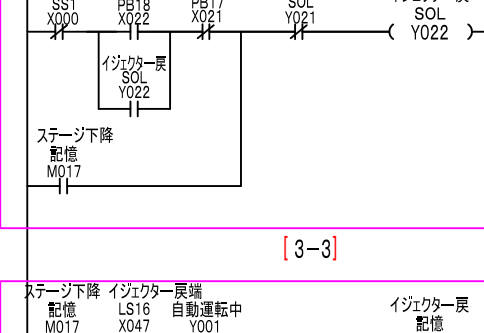 SS1 PB18 PB17 SOL
X000 X022 X021 Y021
SOL
Y022
イジェクター戻
SOL
Y022
ステージ下降
記憶
M017
[ 3-3]
ステージ下降 イジェクター戻端
記憶 LS16 自動運転中
M017 X047 Y001
イジェクター戻
記憶